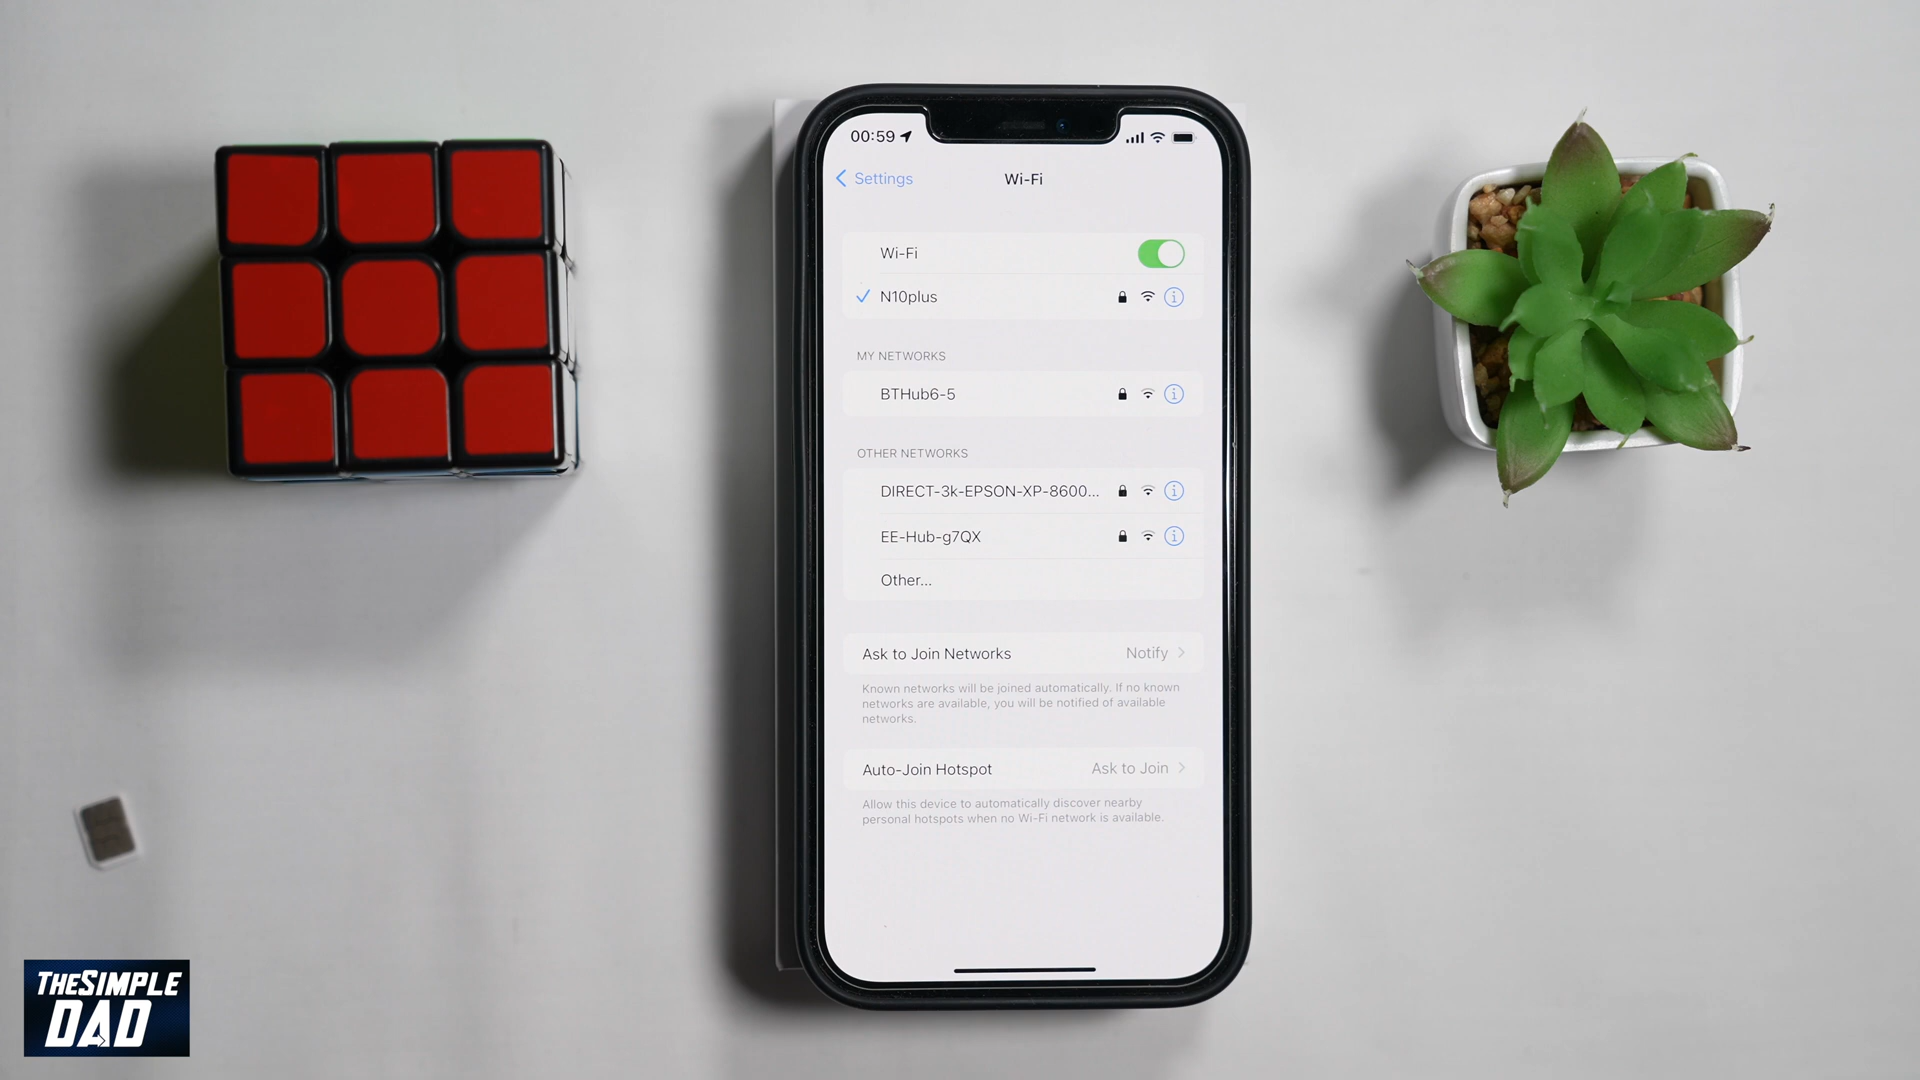 00:59
Settings
Wi-Fi
Wi-Fi
N10plus
MY NETWORKS
BTHub6-5
OTHER NETWORKS
DIRECT-3k-EPSON-XP-8600...
EE-Hub-g7QX
Other...
Ask to Join Networks Notify
Known networks will be joined automatically. If no known
networks are available, you will be notified of available
networks.
Auto-Join Hotspot Ask to Join
Allow this device to automatically discover nearby
personal hotspots when no Wi-Fi network is available.
THESIMPLE
DAD